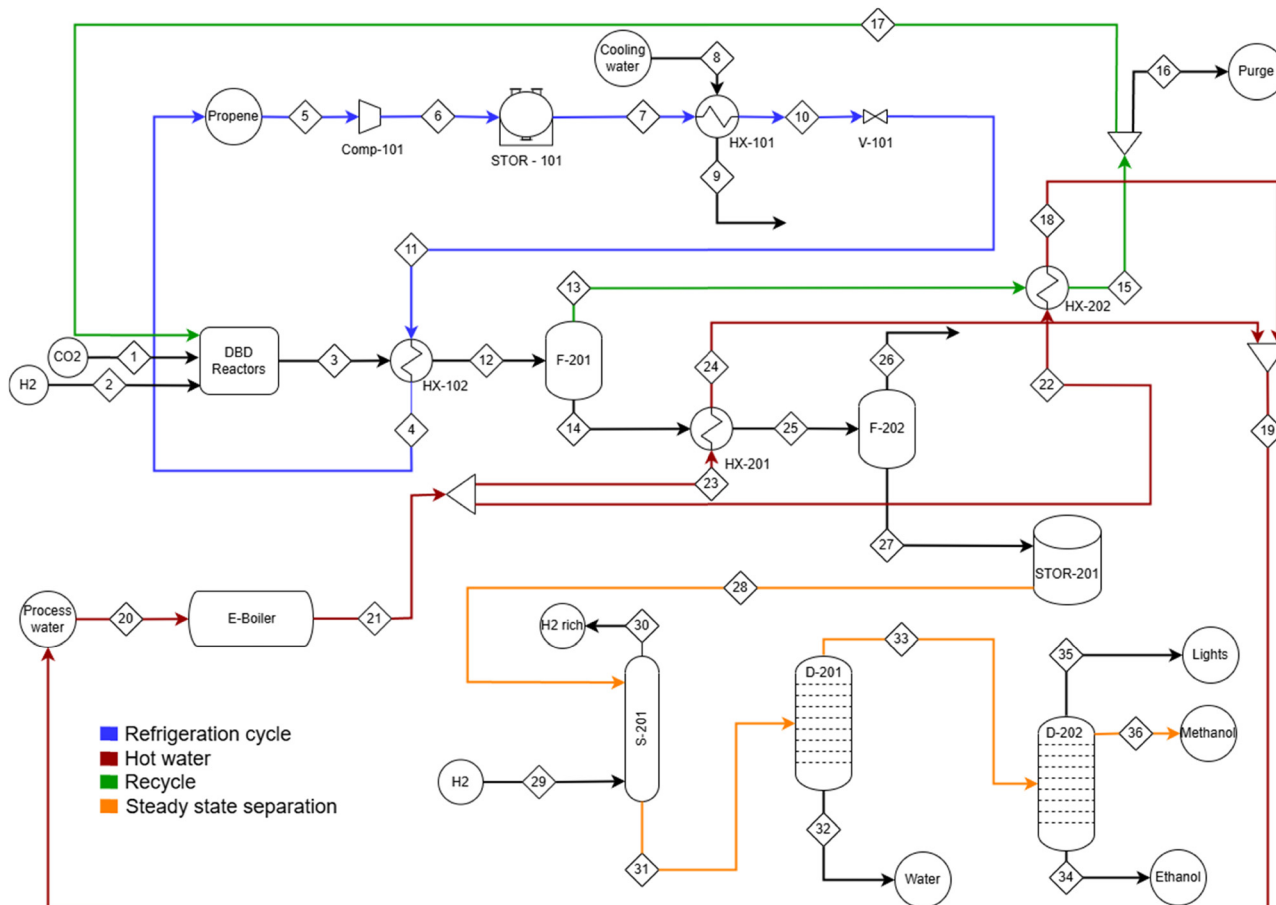 17
Cooling
water
8
16
Purge
Propene
5
6
7
10
Comp-101
STOR - 101
HX-101
V-101
9
18
11
13
15
HX-202
CO2
1
DBD
Reactors
3
12
F-201
24
26
H2
2
HX-102
22
4
14
25
F-202
19
HX-201
23
27
STOR-201
28
Process
water
20
E-Boiler
21
H2 rich
30
33
D-201
35
Lights
S-201
D-202
36
Methanol
Refrigeration cycle
Hot water
Recycle
Steady state separation
H2
29
32
31
Water
34
Ethanol